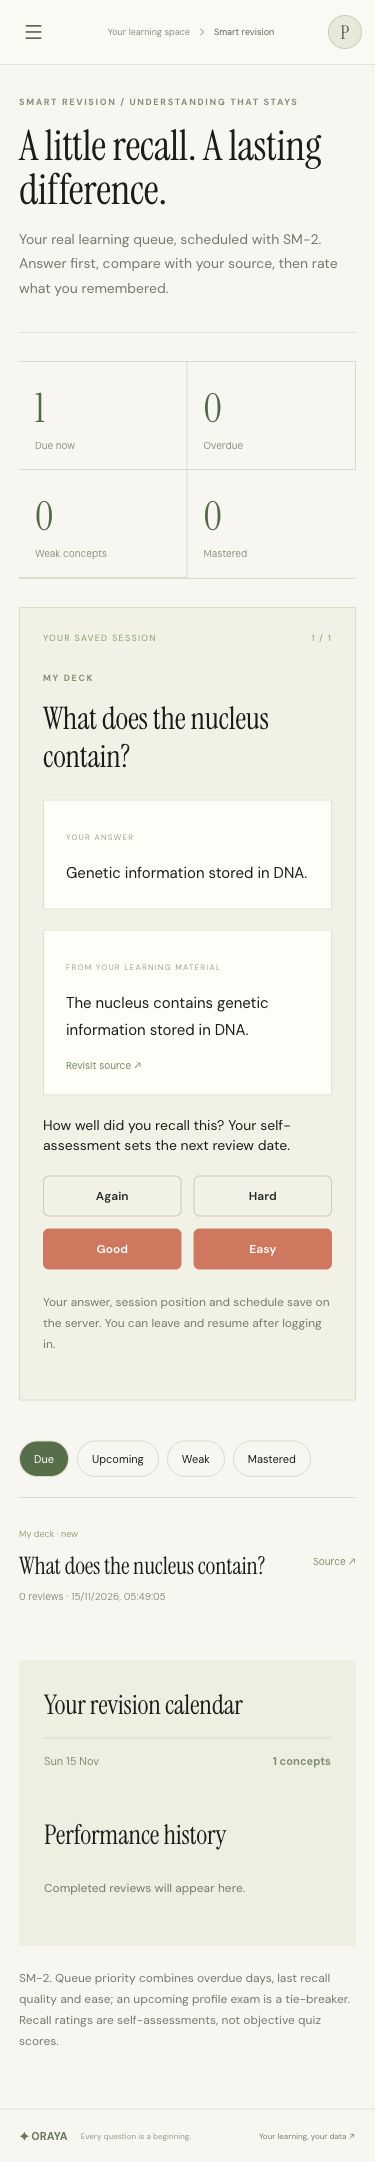 Your learning space > Smart revision P
SMART REVISION / UNDERSTANDING THAT STAYS
A little recall. A lasting
difference.
Your real learning queue, scheduled with SM-2.
Answer first, compare with your source, then rate
what you remembered.
1 0
Due now Overdue
0 0
Weak concepts Mastered
YOUR SAVED SESSION 1 / 1
MY DECK
What does the nucleus
contain?
YOUR ANSWER
Genetic information stored in DNA.
FROM YOUR LEARNING MATERIAL
The nucleus contains genetic
information stored in DNA.
Revisit source ↗
How well did you recall this? Your self-
assessment sets the next review date.
Again Hard
Good Easy
Your answer, session position and schedule save on
the server. You can leave and resume after logging
in.
Due Upcoming Weak Mastered
My deck · new
What does the nucleus contain? Source ↗
0 reviews · 15/11/2026, 05:49:05
Your revision calendar
Sun 15 Nov 1 concepts
Performance history
Completed reviews will appear here.
SM-2. Queue priority combines overdue days, last recall
quality and ease; an upcoming profile exam is a tie-breaker.
Recall ratings are self-assessments, not objective quiz
scores.
✦ ORAYA Every question is a beginning. Your learning, your data ↗